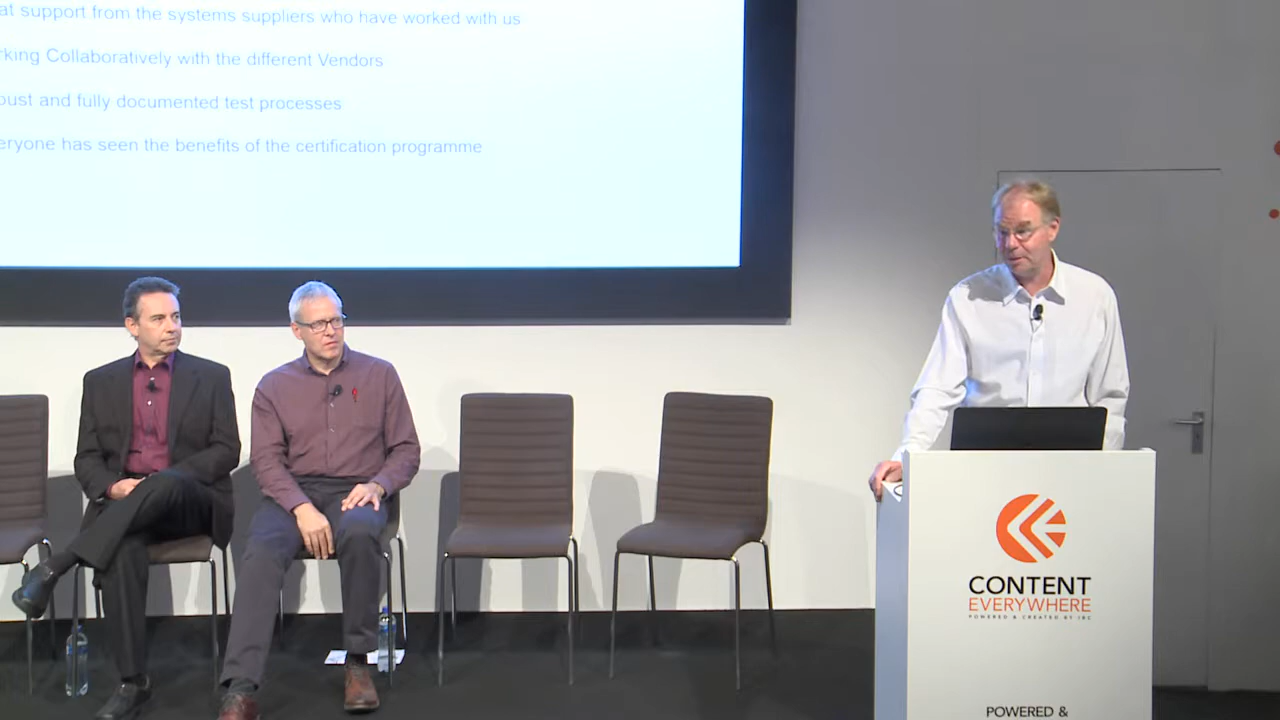 at support from the systems suppliers who have worked with us
rking Collaboratively with the different Vendors
bust and fully documented test processes
eryone has seen the benefits of the certification programme
CONTENT
EVERYWHERE
POWERED & CREATED BY IBC
POWERED &